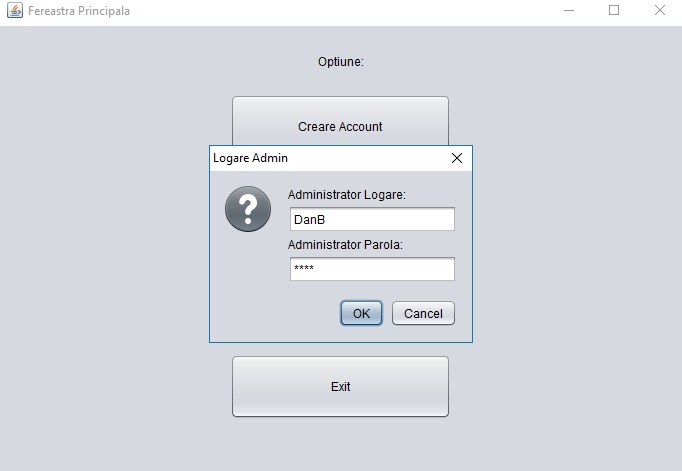 Fereastra Principala
Optiune:
Creare Account
Logare Admin
?
Administrator Logare:
DanB
Administrator Parola:
****
OK Cancel
Exit